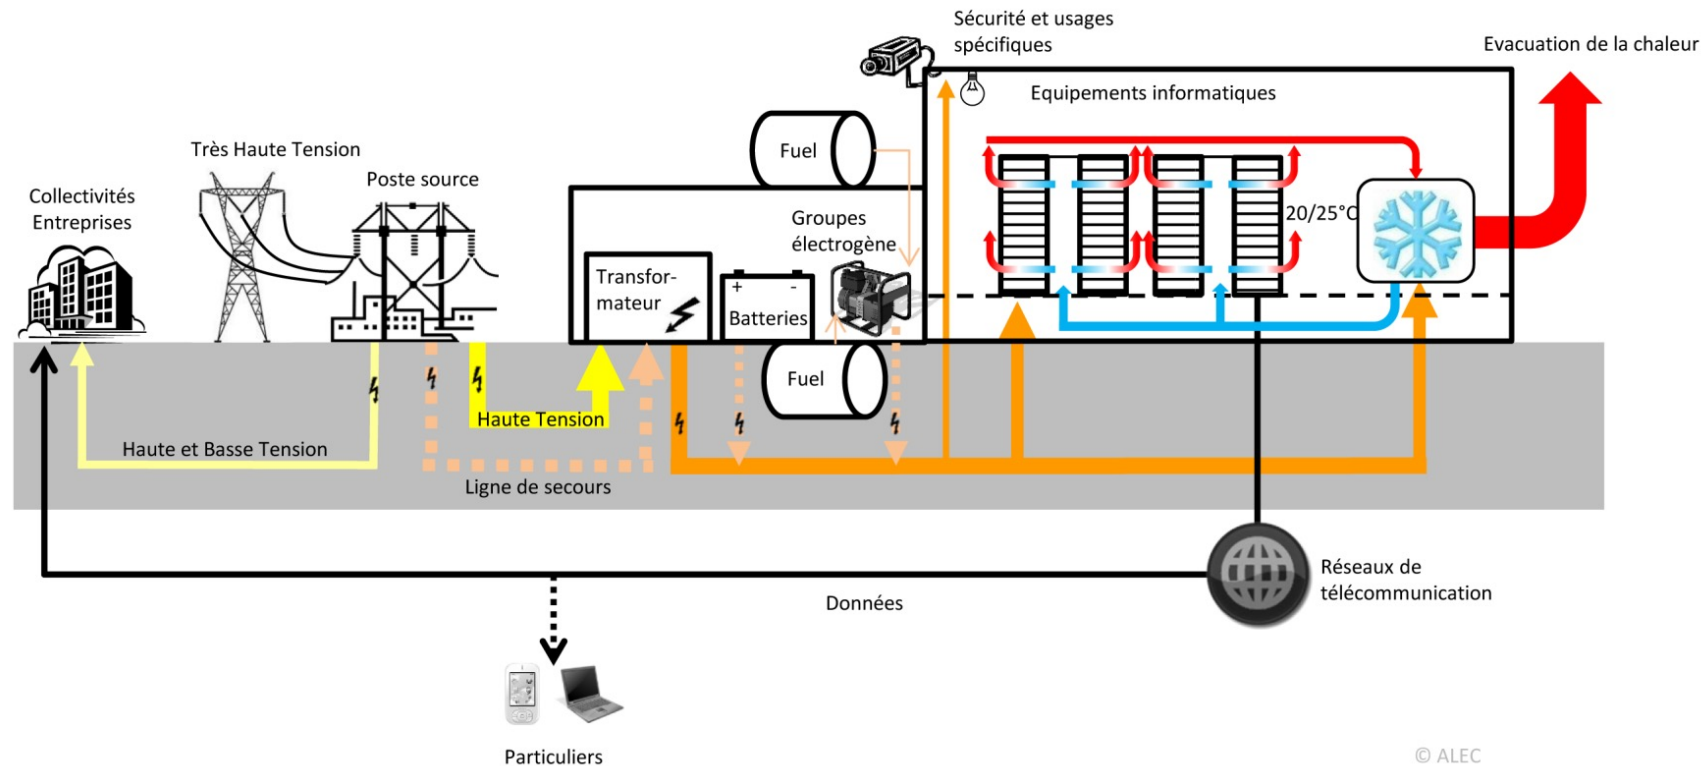 Sécurité et usages
spécifiques
Evacuation de la chaleur
Equipements informatiques
Très Haute Tension
Poste source
Collectivités
Entreprises
Fuel
Groupes
électrogène
20/25°C
Transfor-
mateur
+ -
Batteries
Fuel
Haute Tension
Haute et Basse Tension
Ligne de secours
Réseaux de
télécommunication
Données
Particuliers
© ALEC